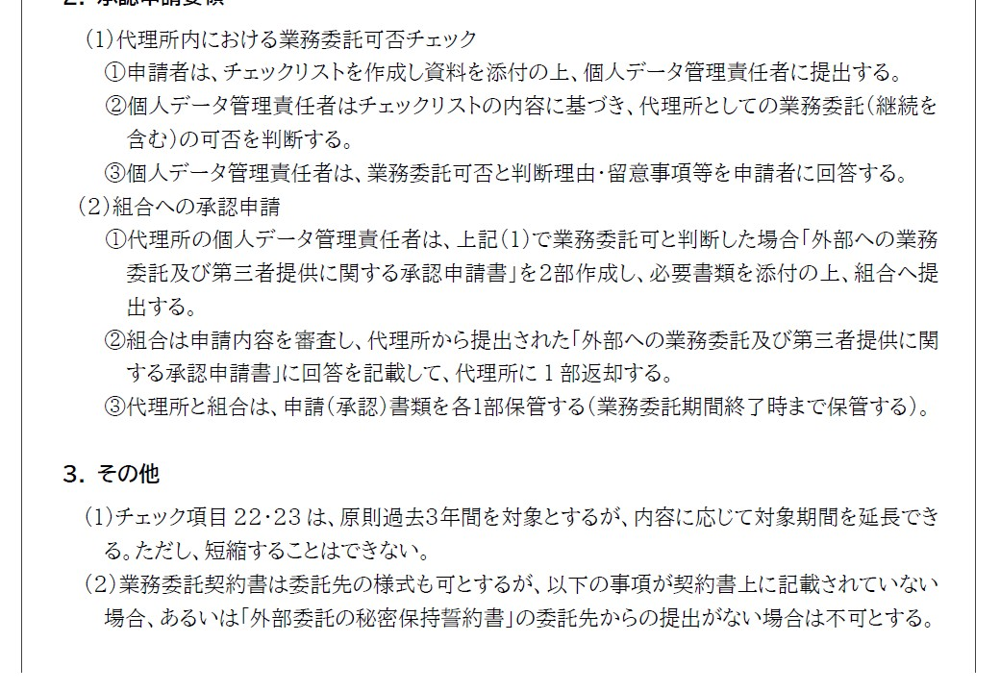 2. 承認申請要領
(1)代理所内における業務委託可否チェック
①申請者は、チェックリストを作成し資料を添付の上、個人データ管理責任者に提出する。
②個人データ管理責任者はチェックリストの内容に基づき、代理所としての業務委託(継続を
含む)の可否を判断する。
③個人データ管理責任者は、業務委託可否と判断理由・留意事項等を申請者に回答する。
(2)組合への承認申請
①代理所の個人データ管理責任者は、上記(1)で業務委託可と判断した場合「外部への業務
委託及び第三者提供に関する承認申請書」を2部作成し、必要書類を添付の上、組合へ提
出する。
②組合は申請内容を審査し、代理所から提出された「外部への業務委託及び第三者提供に関
する承認申請書」に回答を記載して、代理所に1部返却する。
③代理所と組合は、申請(承認)書類を各1部保管する(業務委託期間終了時まで保管する)。
3. その他
(1)チェック項目22・23は、原則過去3年間を対象とするが、内容に応じて対象期間を延長でき
る。ただし、短縮することはできない。
(2)業務委託契約書は委託先の様式も可とするが、以下の事項が契約書上に記載されていない
場合、あるいは「外部委託の秘密保持誓約書」の委託先からの提出がない場合は不可とする。